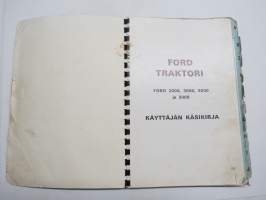 FORD
TRAKTORI
FORD 2000, 3000, 4000
ja 5000
KÄYTTÄJÄN KÄSIKIRJA